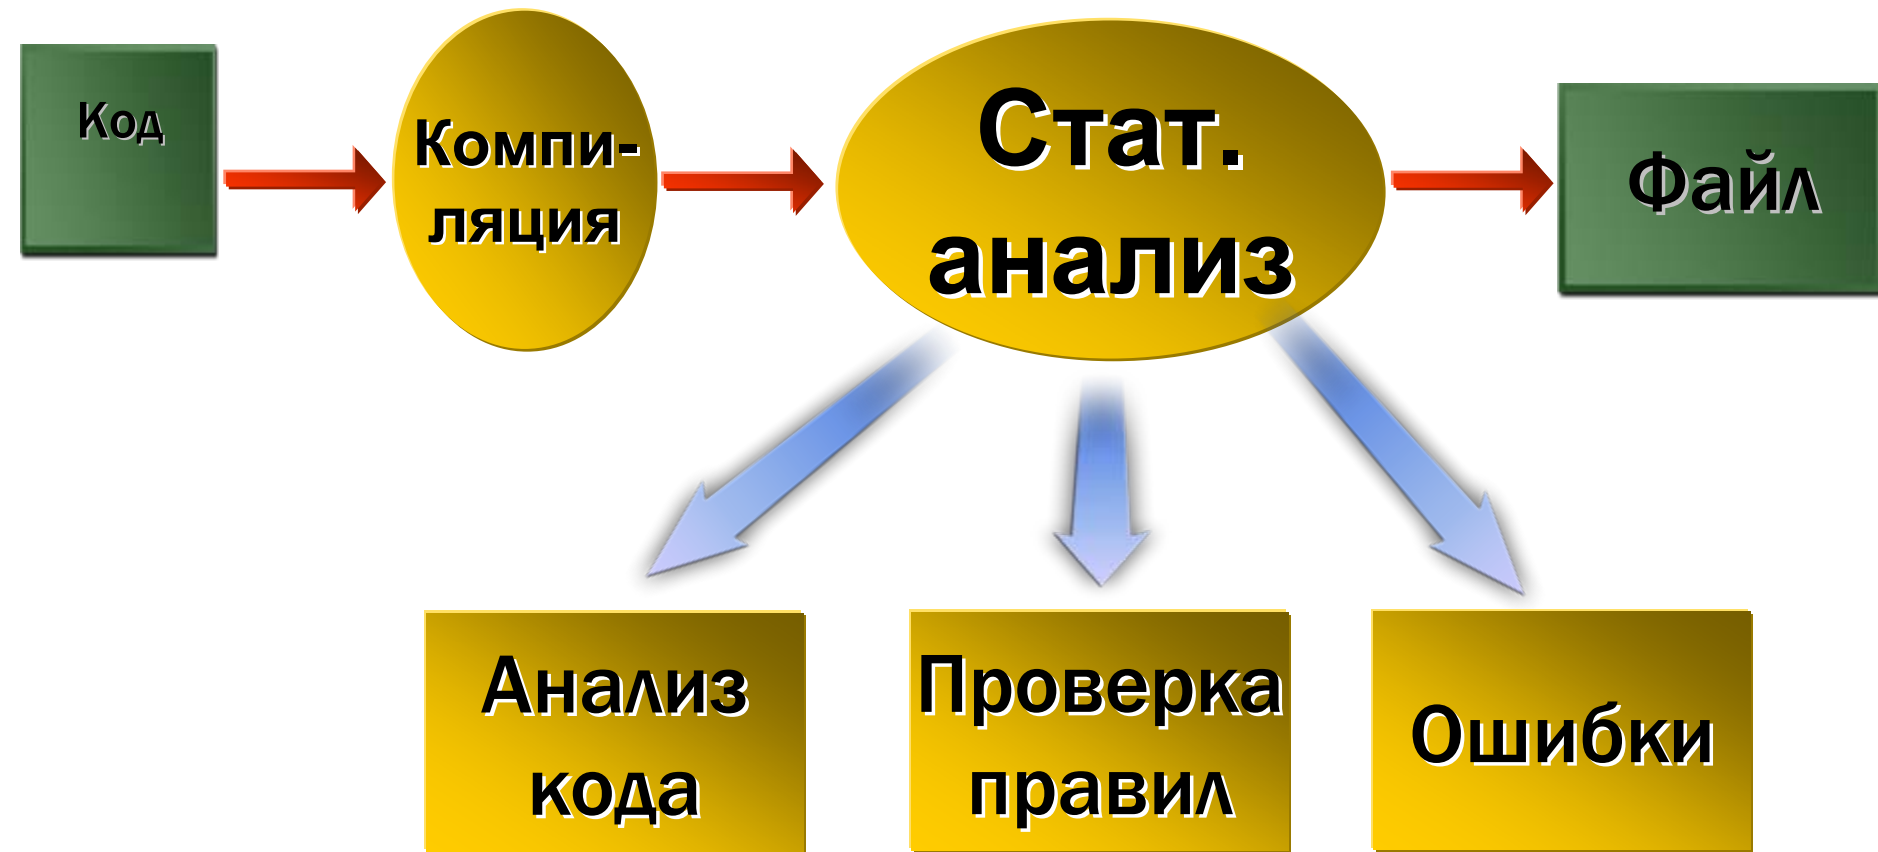 Код
Компи-
ляция
Стат.
анализ
Файл
Анализ
кода
Проверка
правил
Ошибки